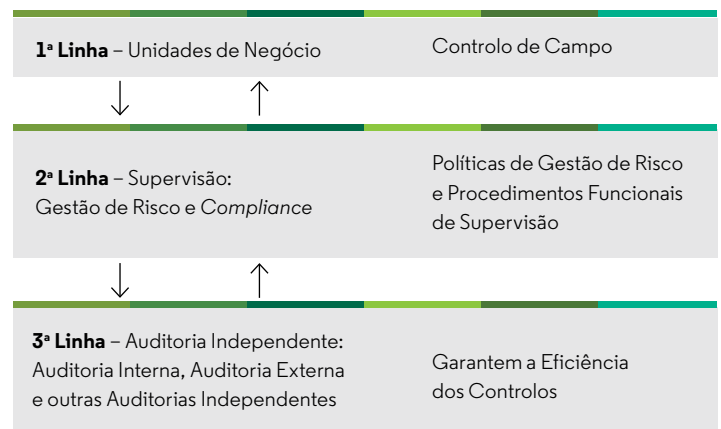 1ª Linha – Unidades de Negócio
Controlo de Campo
2ª Linha – Supervisão:
Gestão de Risco e Compliance
Políticas de Gestão de Risco
e Procedimentos Funcionais
de Supervisão
3ª Linha – Auditoria Independente:
Auditoria Interna, Auditoria Externa
e outras Auditorias Independentes
Garantem a Eficiência
dos Controlos